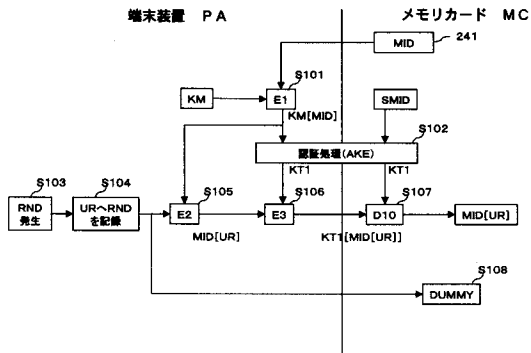 端末装置 PA
メモリカード MC
MID
241
S101
KM
E1
SMID
KM[MID]
S102
認証処理(AKE)
KT1
KT1
S103
S104
S105
S106
S107
RND
発生
URへRND
を記録
E2
E3
D10
MID[UR]
MID[UR]
KT1[MID[UR]]
S108
DUMMY